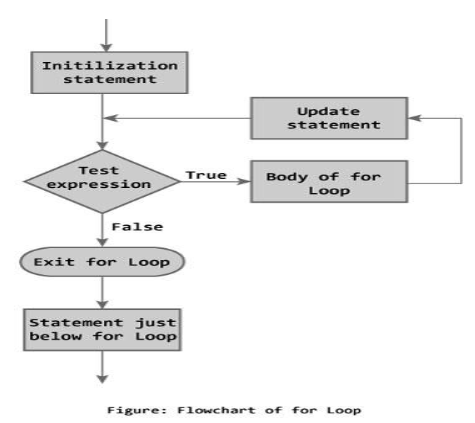 Initilization
statement
Update
statement
Test
expression
True
Body of for
Loop
False
Exit for Loop
Statement just
below for Loop
Figure: Flowchart of for Loop